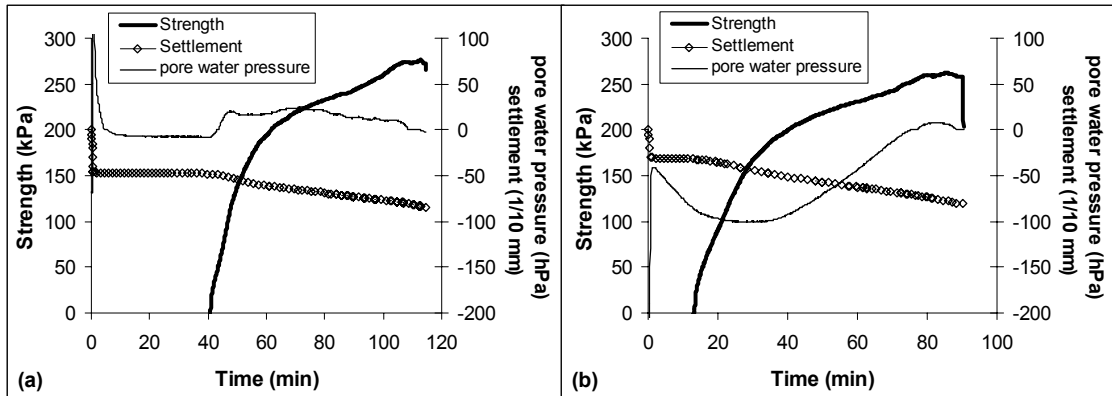 Strength
Settlement
pore water pressure
300
250
200
150
100
50
0
Strength (kPa)
100
50
0
-50
-100
-150
-200
pore water pressure (hPa)
settlement (1/10 mm)
0 20 40 60 80 100 120
Time (min)
(a)
Strength
Settlement
pore water pressure
300
250
200
150
100
50
0
Strength (kPa)
100
50
0
-50
-100
-150
-200
pore water pressure (hPa)
settlement (1/10 mm)
0 20 40 60 80 100
Time (min)
(b)